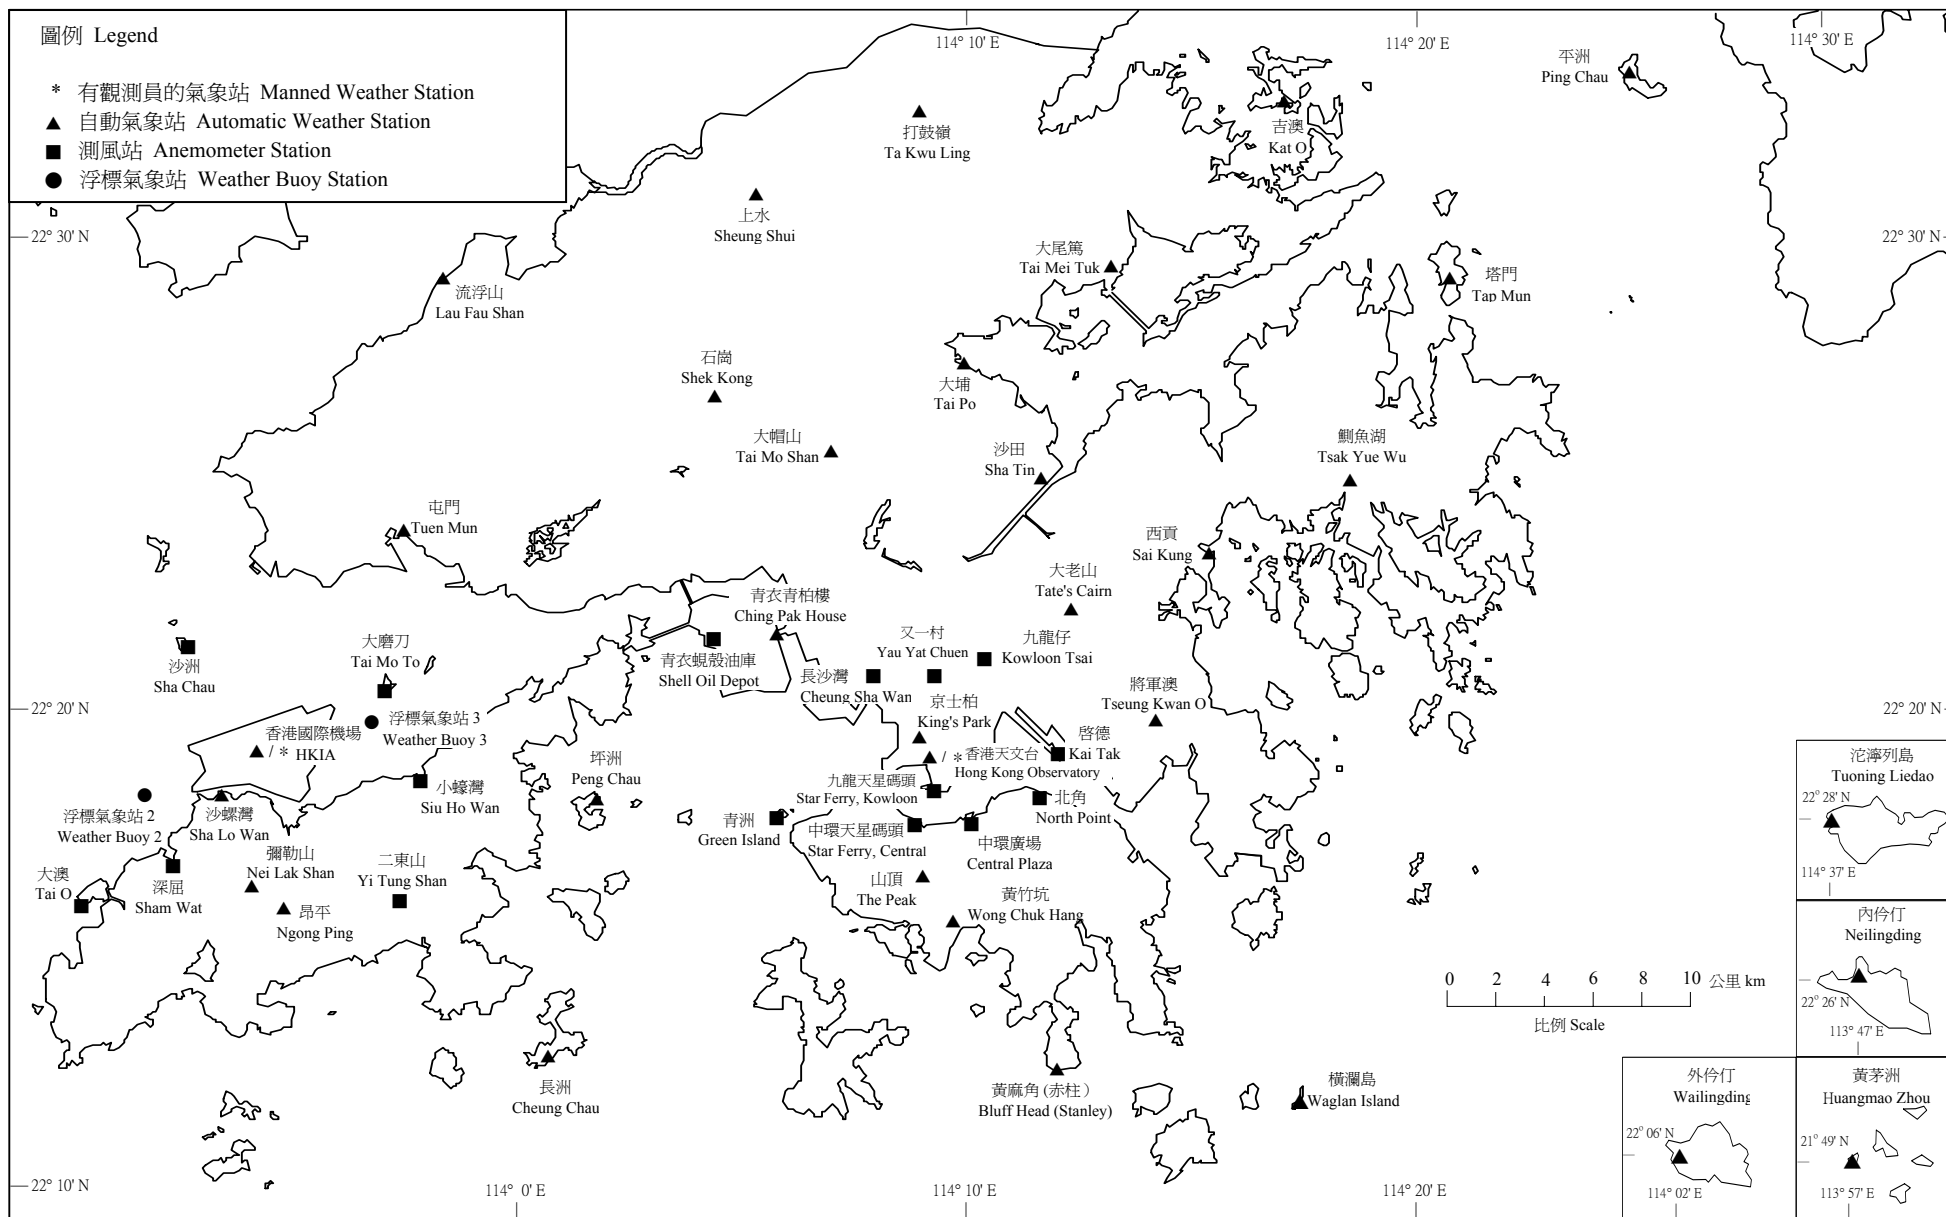 圖例 Legend
* 有觀測員的氣象站 Manned Weather Station
▲ 自動氣象站 Automatic Weather Station
■ 測風站 Anemometer Station
● 浮標氣象站 Weather Buoy Station
114° 10' E
114° 20' E
114° 30' E
平洲
Ping Chau
吉澳
Kat O
打鼓嶺
Ta Kwu Ling
上水
Sheung Shui
22° 30' N
22° 30' N
大尾篤
Tai Mei Tuk
塔門
Tap Mun
流浮山
Lau Fau Shan
石崗
Shek Kong
大埔
Tai Po
大帽山
Tai Mo Shan
沙田
Sha Tin
鰂魚湖
Tsak Yue Wu
屯門
Tuen Mun
西貢
Sai Kung
大老山
Tate's Cairn
青衣青柏樓
Ching Pak House
又一村
Yau Yat Chuen
九龍仔
Kowloon Tsai
大磨刀
Tai Mo To
沙洲
Sha Chau
青衣蜆殼油庫
Shell Oil Depot
長沙灣
Cheung Sha Wan
將軍澳
Tseung Kwan O
22° 20' N
22° 20' N
京士柏
King's Park
浮標氣象站 3
Weather Buoy 3
香港國際機場
/ * HKIA
啓德
Kai Tak
/ * 香港天文台
Hong Kong Observatory
坪洲
Peng Chau
九龍天星碼頭
Star Ferry, Kowloon
小蠔灣
Siu Ho Wan
北角
North Point
浮標氣象站 2
Weather Buoy 2
沙螺灣
Sha Lo Wan
青洲
Green Island
中環天星碼頭
Star Ferry, Central
中環廣場
Central Plaza
彌勒山
Nei Lak Shan
二東山
Yi Tung Shan
大澳
Tai O
深屈
Sham Wat
昂平
Ngong Ping
山頂
The Peak
黃竹坑
Wong Chuk Hang
長洲
Cheung Chau
黃麻角 (赤柱 )
Bluff Head (Stanley)
橫瀾島
Waglan Island
0 2 4 6 8 10 公里 km
比例 Scale
沱濘列島
Tuoning Liedao
22° 28' N
114° 37' E
內伶仃
Neilingding
22° 26' N
113° 47' E
外伶仃
Wailingding
22° 06' N
114° 02' E
黃茅洲
Huangmao Zhou
21° 49' N
113° 57' E
22° 10' N
114° 0' E
114° 10' E
114° 20' E